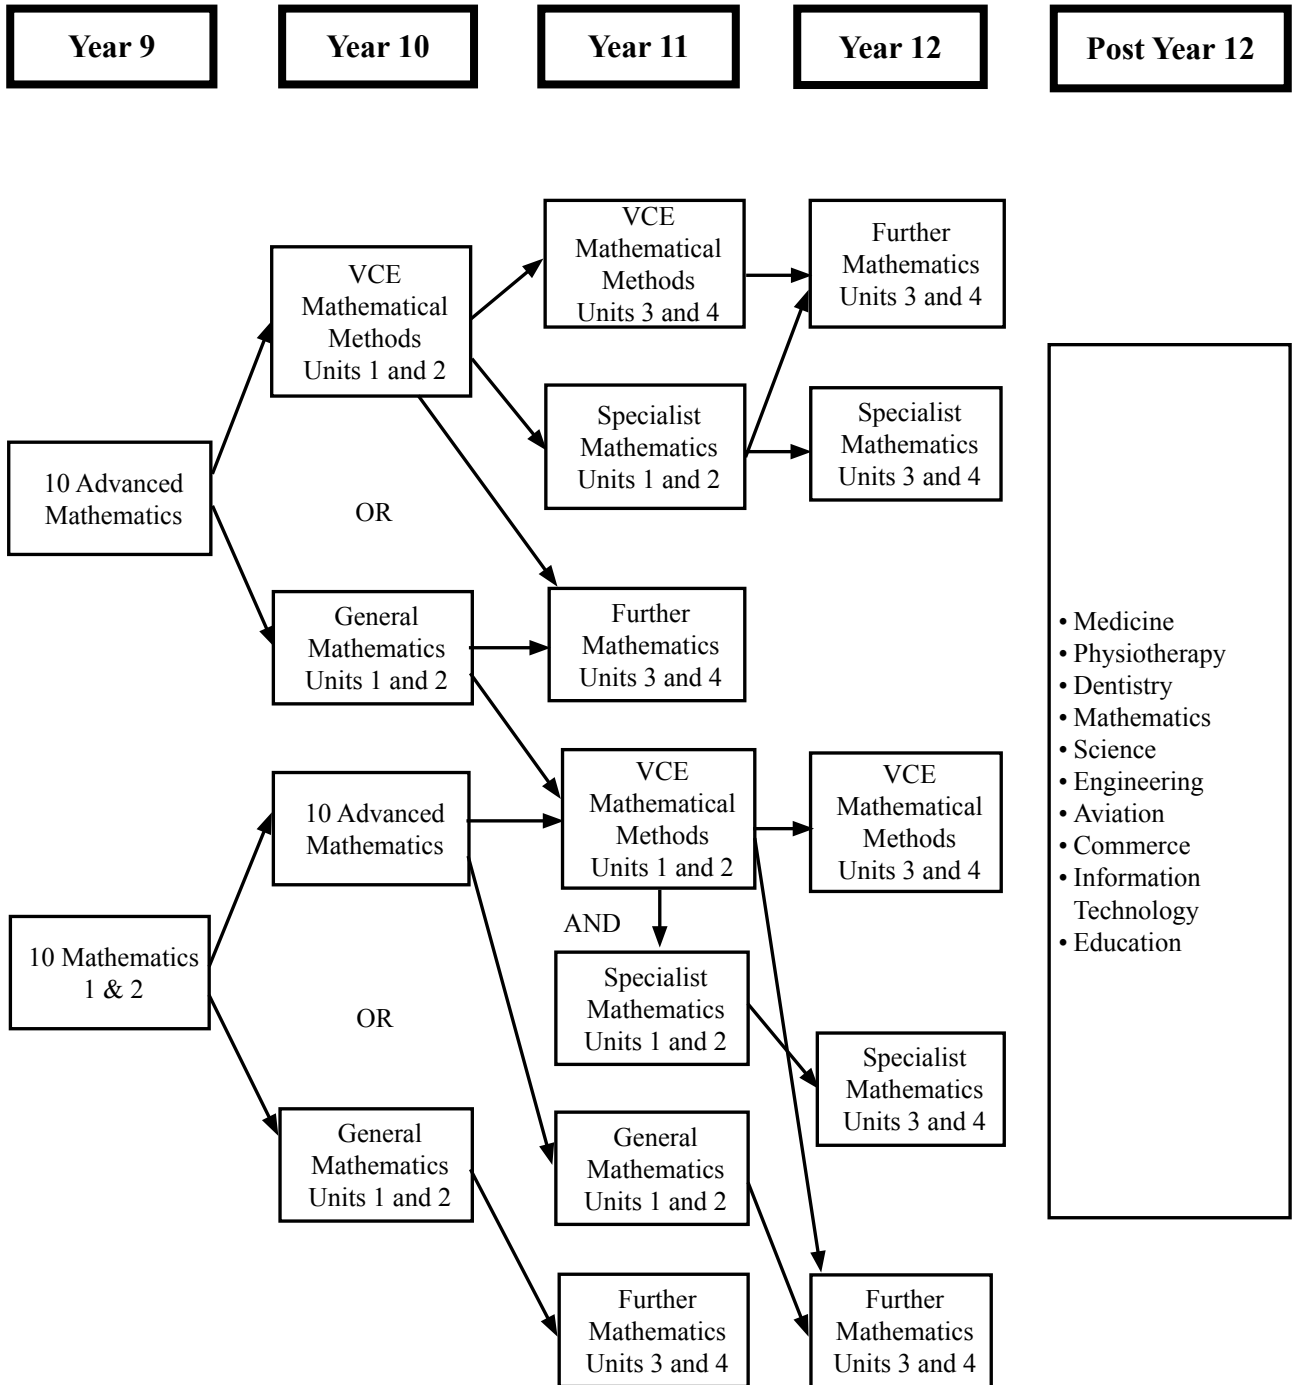 Year 9
Year 10
Year 11
Year 12
Post Year 12
10 Advanced
Mathematics
10 Mathematics
1 & 2
VCE
Mathematical
Methods
Units 1 and 2
OR
General
Mathematics
Units 1 and 2
10 Advanced
Mathematics
OR
General
Mathematics
Units 1 and 2
VCE
Mathematical
Methods
Units 3 and 4
Specialist
Mathematics
Units 1 and 2
Further
Mathematics
Units 3 and 4
VCE
Mathematical
Methods
Units 1 and 2
AND
Specialist
Mathematics
Units 1 and 2
General
Mathematics
Units 1 and 2
Further
Mathematics
Units 3 and 4
Further
Mathematics
Units 3 and 4
Specialist
Mathematics
Units 3 and 4
VCE
Mathematical
Methods
Units 3 and 4
Specialist
Mathematics
Units 3 and 4
Further
Mathematics
Units 3 and 4
• Medicine
• Physiotherapy
• Dentistry
• Mathematics
• Science
• Engineering
• Aviation
• Commerce
• Information
Technology
• Education